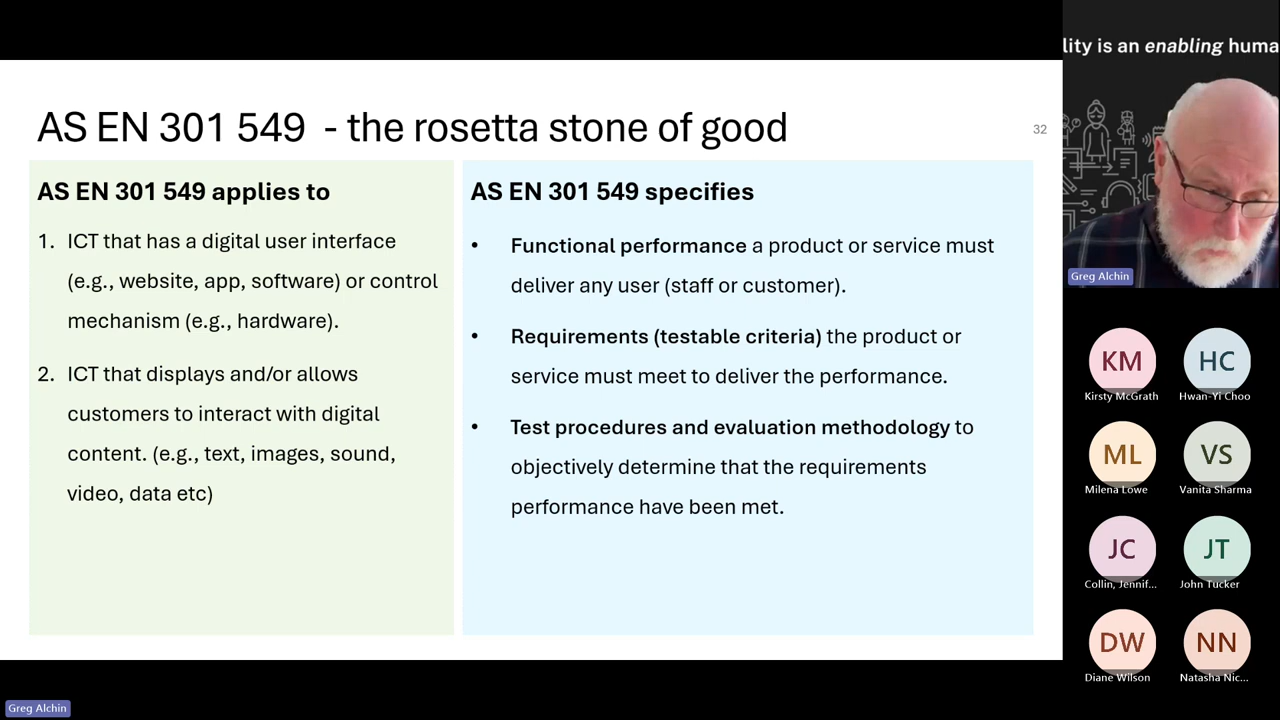 AS EN 301 549 - the rosetta stone of good
32
AS EN 301 549 applies to
1. ICT that has a digital user interface
(e.g., website, app, software) or control
mechanism (e.g., hardware).
2. ICT that displays and/or allows
customers to interact with digital
content. (e.g., text, images, sound,
video, data etc)
AS EN 301 549 specifies
• Functional performance a product or service must
deliver any user (staff or customer).
• Requirements (testable criteria) the product or
service must meet to deliver the performance.
• Test procedures and evaluation methodology to
objectively determine that the requirements
performance have been met.
lity is an enabling huma
Greg Alchin
KM
Kirsty McGrath
HC
Hwan-Yi Choo
ML
Milena Lowe
VS
Vanita Sharma
JC
Collin, Jennif...
JT
John Tucker
DW
Diane Wilson
NN
Natasha Nic...
Greg Alchin